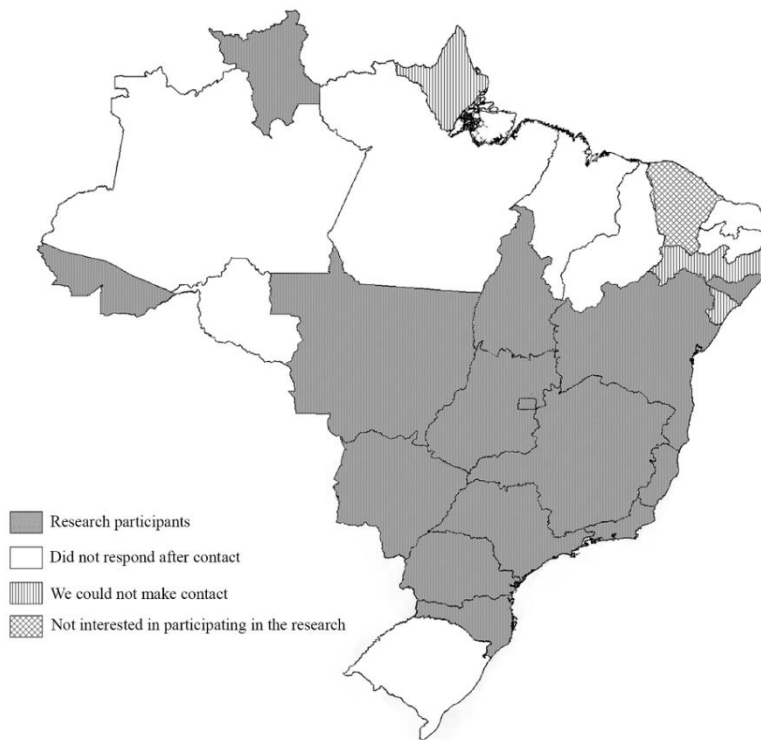 Research participants
Did not respond after contact
We could not make contact
Not interested in participating in the research